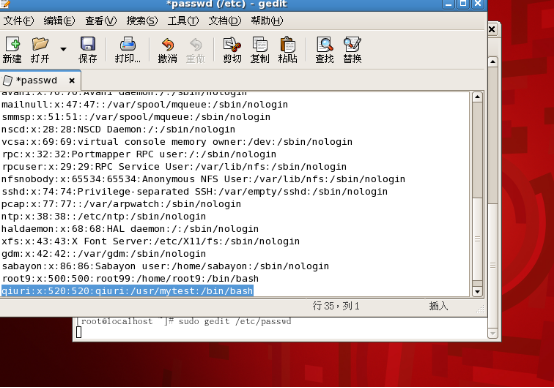 *passwd (/etc) - gedit
文件(F) 编辑(E) 查看(V) 搜索(S) 工具(T) 文档(D) 帮助(H)
新建 打开 保存 打印... 撤消 重做 剪切 复制 粘贴 查找 替换
*passwd
avahi:x:70:70:Avahi daemon:/:/sbin/nologin
mailnull:x:47:47::/var/spool/mqueue:/sbin/nologin
smmsp:x:51:51::/var/spool/mqueue:/sbin/nologin
nscd:x:28:28:NSCD Daemon:/:/sbin/nologin
vcsa:x:69:69:virtual console memory owner:/dev:/sbin/nologin
rpc:x:32:32:Portmapper RPC user:/:/sbin/nologin
rpcuser:x:29:29:RPC Service User:/var/lib/nfs:/sbin/nologin
nfsnobody:x:65534:65534:Anonymous NFS User:/var/lib/nfs:/sbin/nologin
sshd:x:74:74:Privilege-separated SSH:/var/empty/sshd:/sbin/nologin
pcap:x:77:77::/var/arpwatch:/sbin/nologin
ntp:x:38:38::/etc/ntp:/sbin/nologin
haldaemon:x:68:68:HAL daemon:/:/sbin/nologin
xfs:x:43:43:X Font Server:/etc/X11/fs:/sbin/nologin
gdm:x:42:42::/var/gdm:/sbin/nologin
sabayon:x:86:86:Sabayon user:/home/sabayon:/sbin/nologin
root9:x:500:500:root99:/home/root9:/bin/bash
qiuri:x:520:520:qiuri:/usr/mytest:/bin/bash
行 35，列 1 插入
[root@localhost ~]# sudo gedit /etc/passwd